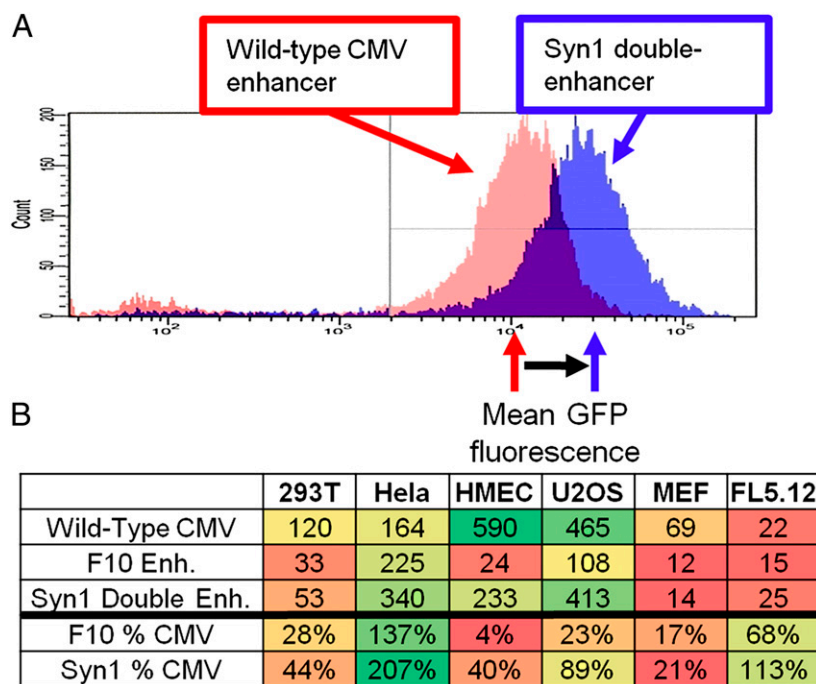 A
Wild-type CMV
enhancer
Syn1 double-
enhancer
Count
200
150
100
50
0
10²
10³
10⁴
10⁵
Mean GFP
fluorescence
B
293T Hela HMEC U2OS MEF FL5.12
Wild-Type CMV 120 164 590 465 69 22
F10 Enh. 33 225 24 108 12 15
Syn1 Double Enh. 53 340 233 413 14 25
F10 % CMV 28% 137% 4% 23% 17% 68%
Syn1 % CMV 44% 207% 40% 89% 21% 113%